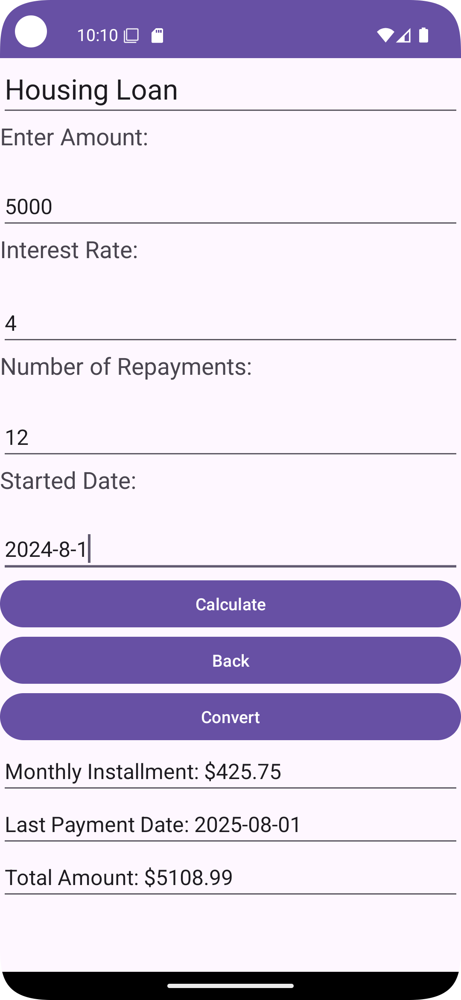 10:10
Housing Loan
Enter Amount:
5000
Interest Rate:
4
Number of Repayments:
12
Started Date:
2024-8-1
Calculate
Back
Convert
Monthly Installment: $425.75
Last Payment Date: 2025-08-01
Total Amount: $5108.99